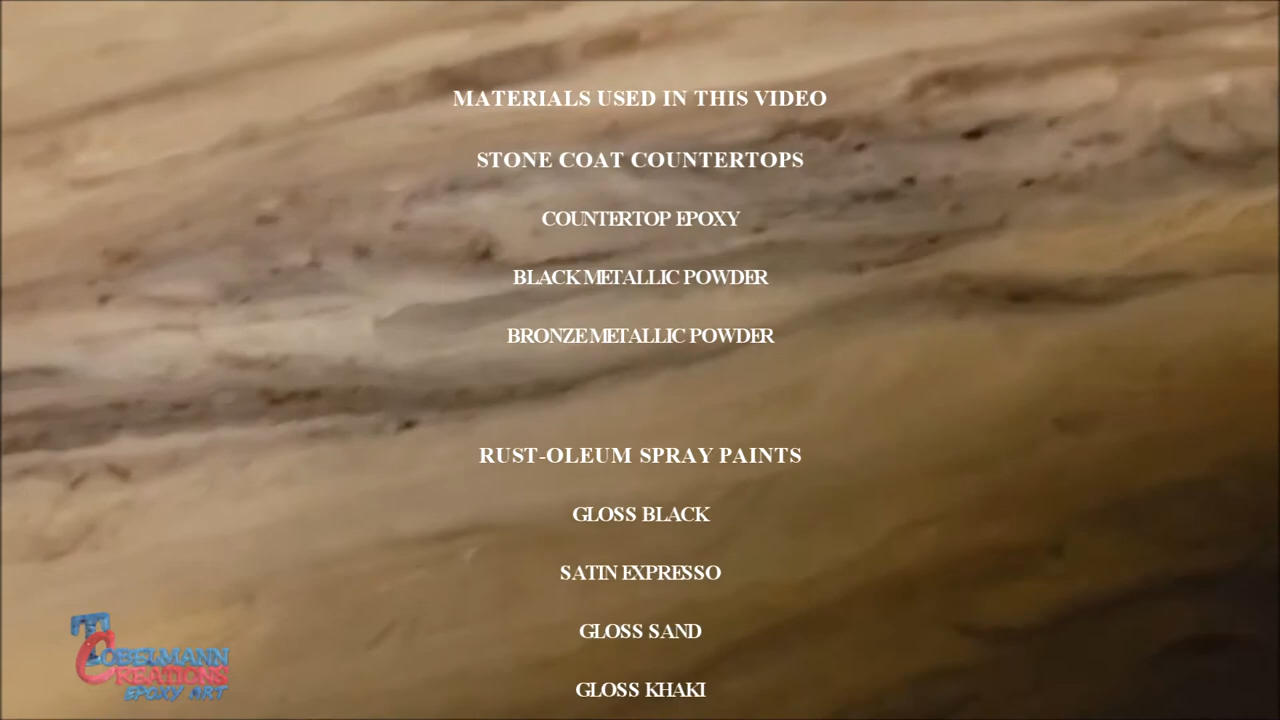 MATERIALS USED IN THIS VIDEO
STONE COAT COUNTERTOPS
COUNTERTOP EPOXY
BLACK METALLIC POWDER
BRONZE METALLIC POWDER
RUST-OLEUM SPRAY PAINTS
GLOSS BLACK
SATIN EXPRESSO
GLOSS SAND
GLOSS KHAKI
TOBELMANN
CREATIONS
EPOXY ART